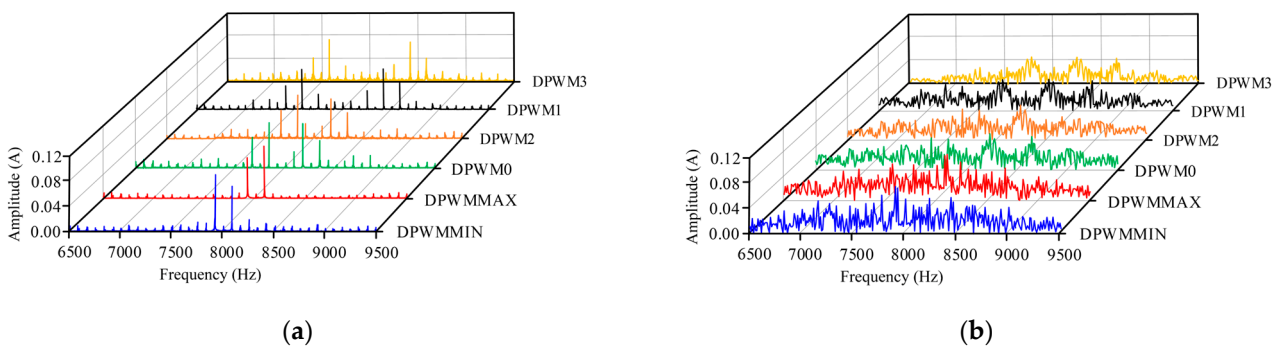 DPWM3
DPWM1
DPWM2
DPWM0
DPWMMAX
DPWMMIN
0.12
0.08
0.04
0.00
Amplitude (A)
6500 7000 7500 8000 8500 9000 9500
Frequency (Hz)
(a)
DPWM3
DPWM1
DPWM2
DPWM0
DPWMMAX
DPWMMIN
0.12
0.08
0.04
0.00
Amplitude (A)
6500 7000 7500 8000 8500 9000 9500
Frequency (Hz)
(b)